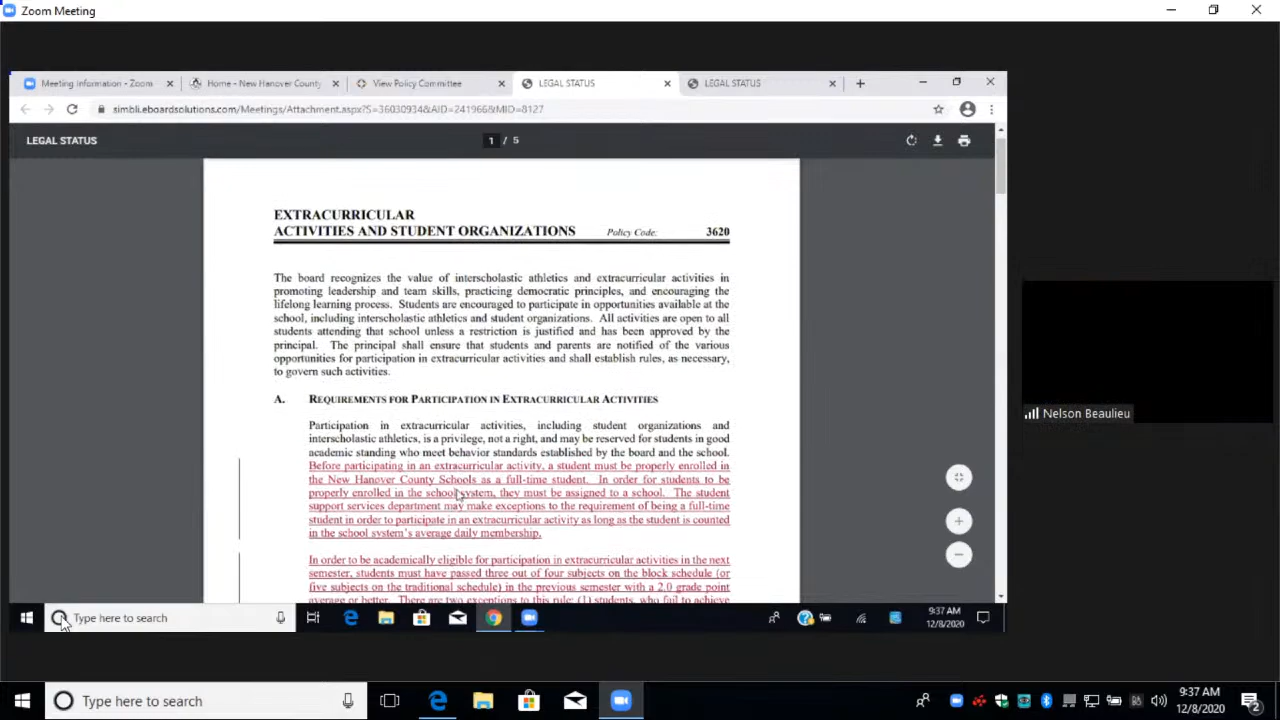 Zoom Meeting
Meeting Information - Zoom
Home - New Hanover County
View Policy Committee
LEGAL STATUS
LEGAL STATUS
simbli.eboardsolutions.com/Meetings/Attachment.aspx?S=36030934&AID=241966&MID=8127
LEGAL STATUS
1 / 5
EXTRACURRICULAR
ACTIVITIES AND STUDENT ORGANIZATIONS Policy Code: 3620
The board recognizes the value of interscholastic athletics and extracurricular activities in
promoting leadership and team skills, practicing democratic principles, and encouraging the
lifelong learning process. Students are encouraged to participate in opportunities available at the
school, including interscholastic athletics and student organizations. All activities are open to all
students attending that school unless a restriction is justified and has been approved by the
principal. The principal shall ensure that students and parents are notified of the various
opportunities for participation in extracurricular activities and shall establish rules, as necessary,
to govern such activities.
A. REQUIREMENTS FOR PARTICIPATION IN EXTRACURRICULAR ACTIVITIES
Participation in extracurricular activities, including student organizations and
interscholastic athletics, is a privilege, not a right, and may be reserved for students in good
academic standing who meet behavior standards established by the board and the school.
Before participating in an extracurricular activity, a student must be properly enrolled in
the New Hanover County Schools as a full-time student. In order for students to be
properly enrolled in the school system, they must be assigned to a school. The student
support services department may make exceptions to the requirement of being a full-time
student in order to participate in an extracurricular activity as long as the student is counted
in the school system's average daily membership.
In order to be academically eligible for participation in extracurricular activities in the next
semester, students must have passed three out of four subjects on the block schedule (or
five subjects on the traditional schedule) in the previous semester with a 2.0 grade point
average or better. There are two exceptions to this rule: (1) students, who fail to achieve
Nelson Beaulieu
Type here to search
9:37 AM
12/8/2020
Type here to search
9:37 AM
12/8/2020
2